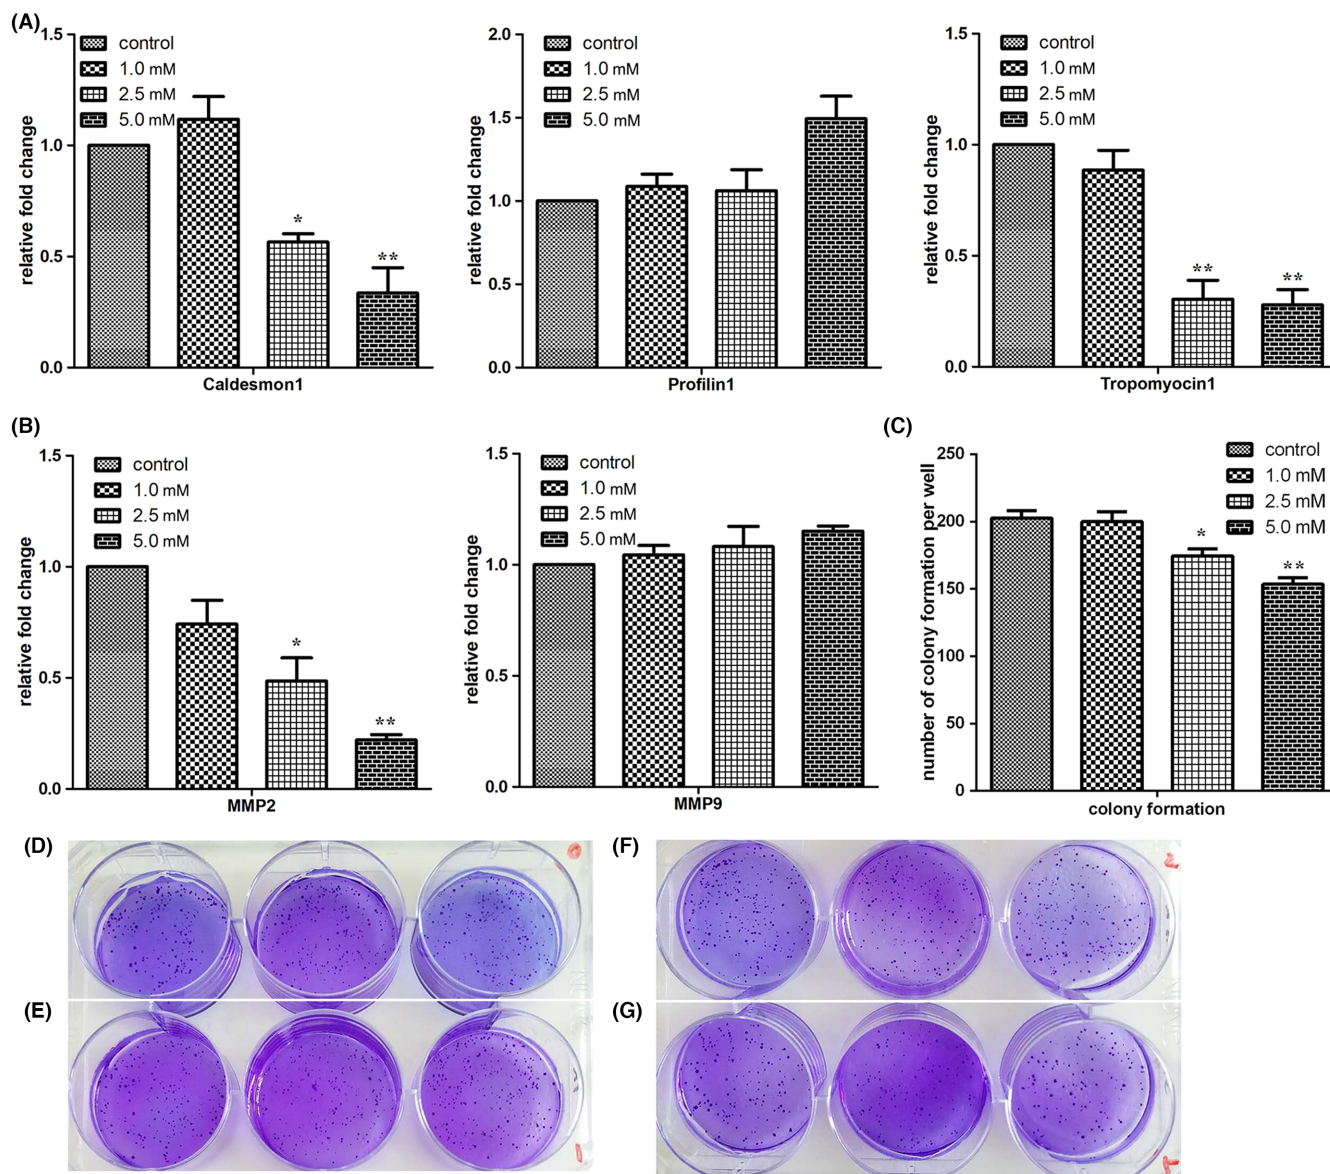 (A)
relative fold change
1.5
1.0
0.5
0.0
control
1.0 mM
2.5 mM
5.0 mM
*
**
Caldesmon1
relative fold change
2.0
1.5
1.0
0.5
0.0
control
1.0 mM
2.5 mM
5.0 mM
Profilin1
relative fold change
1.5
1.0
0.5
0.0
control
1.0 mM
2.5 mM
5.0 mM
**
**
Tropomyocin1
(B)
relative fold change
1.5
1.0
0.5
0.0
control
1.0 mM
2.5 mM
5.0 mM
*
**
MMP2
relative fold change
1.5
1.0
0.5
0.0
control
1.0 mM
2.5 mM
5.0 mM
MMP9
(C)
number of colony formation per well
250
200
150
100
50
0
control
1.0 mM
2.5 mM
5.0 mM
*
**
colony formation
(D)
(E)
(F)
(G)